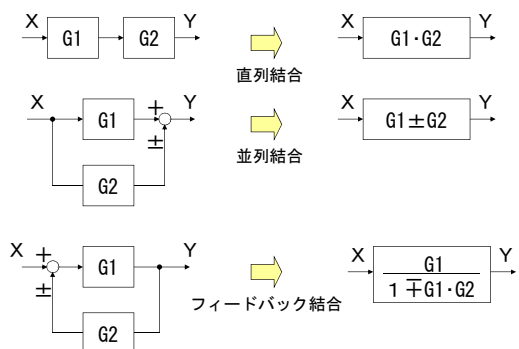 X G1 G2 Y
X G1・G2 Y
直列結合
X G1 + Y
±
G2
X G1±G2 Y
並列結合
X + G1 Y
±
G2
X G1 Y
1∓G1・G2
フィードバック結合